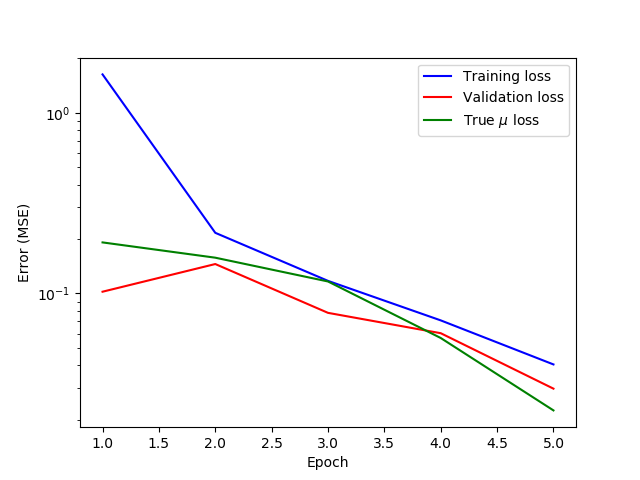 Training loss
Validation loss
True μ loss
10⁰
10⁻¹
Error (MSE)
1.0 1.5 2.0 2.5 3.0 3.5 4.0 4.5 5.0
Epoch